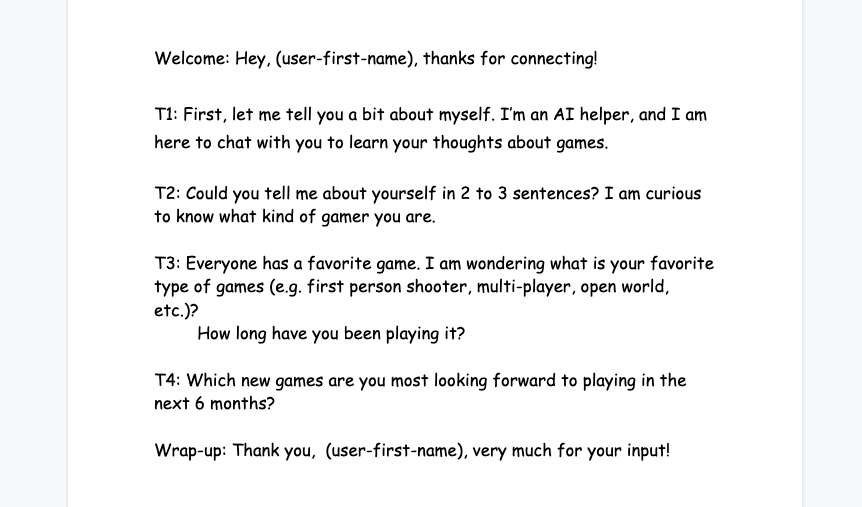 Welcome: Hey, (user-first-name), thanks for connecting!
T1: First, let me tell you a bit about myself. I'm an AI helper, and I am
here to chat with you to learn your thoughts about games.
T2: Could you tell me about yourself in 2 to 3 sentences? I am curious
to know what kind of gamer you are.
T3: Everyone has a favorite game. I am wondering what is your favorite
type of games (e.g. first person shooter, multi-player, open world,
etc.)?
How long have you been playing it?
T4: Which new games are you most looking forward to playing in the
next 6 months?
Wrap-up: Thank you,  (user-first-name), very much for your input!